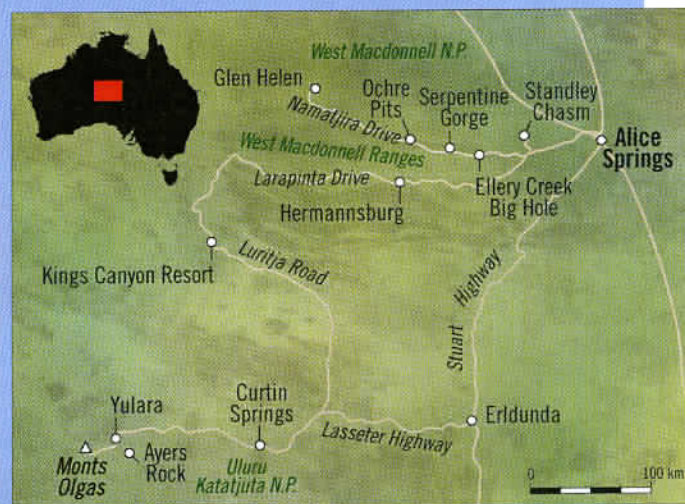 West Macdonnell N.P.
Glen Helen
Ochre
Pits
Serpentine
Gorge
Standley
Chasm
Namatjira Drive
Alice
Springs
West Macdonnell Ranges
Larapinta Drive
Ellery Creek
Big Hole
Hermannsburg
Kings Canyon Resort
Luritja Road
Stuart Highway
Curtin
Springs
Yulara
Erldunda
Lasseter Highway
Ayers
Rock
Monts
Olgas
Uluru
Katatjuta N.P.
0 100 km